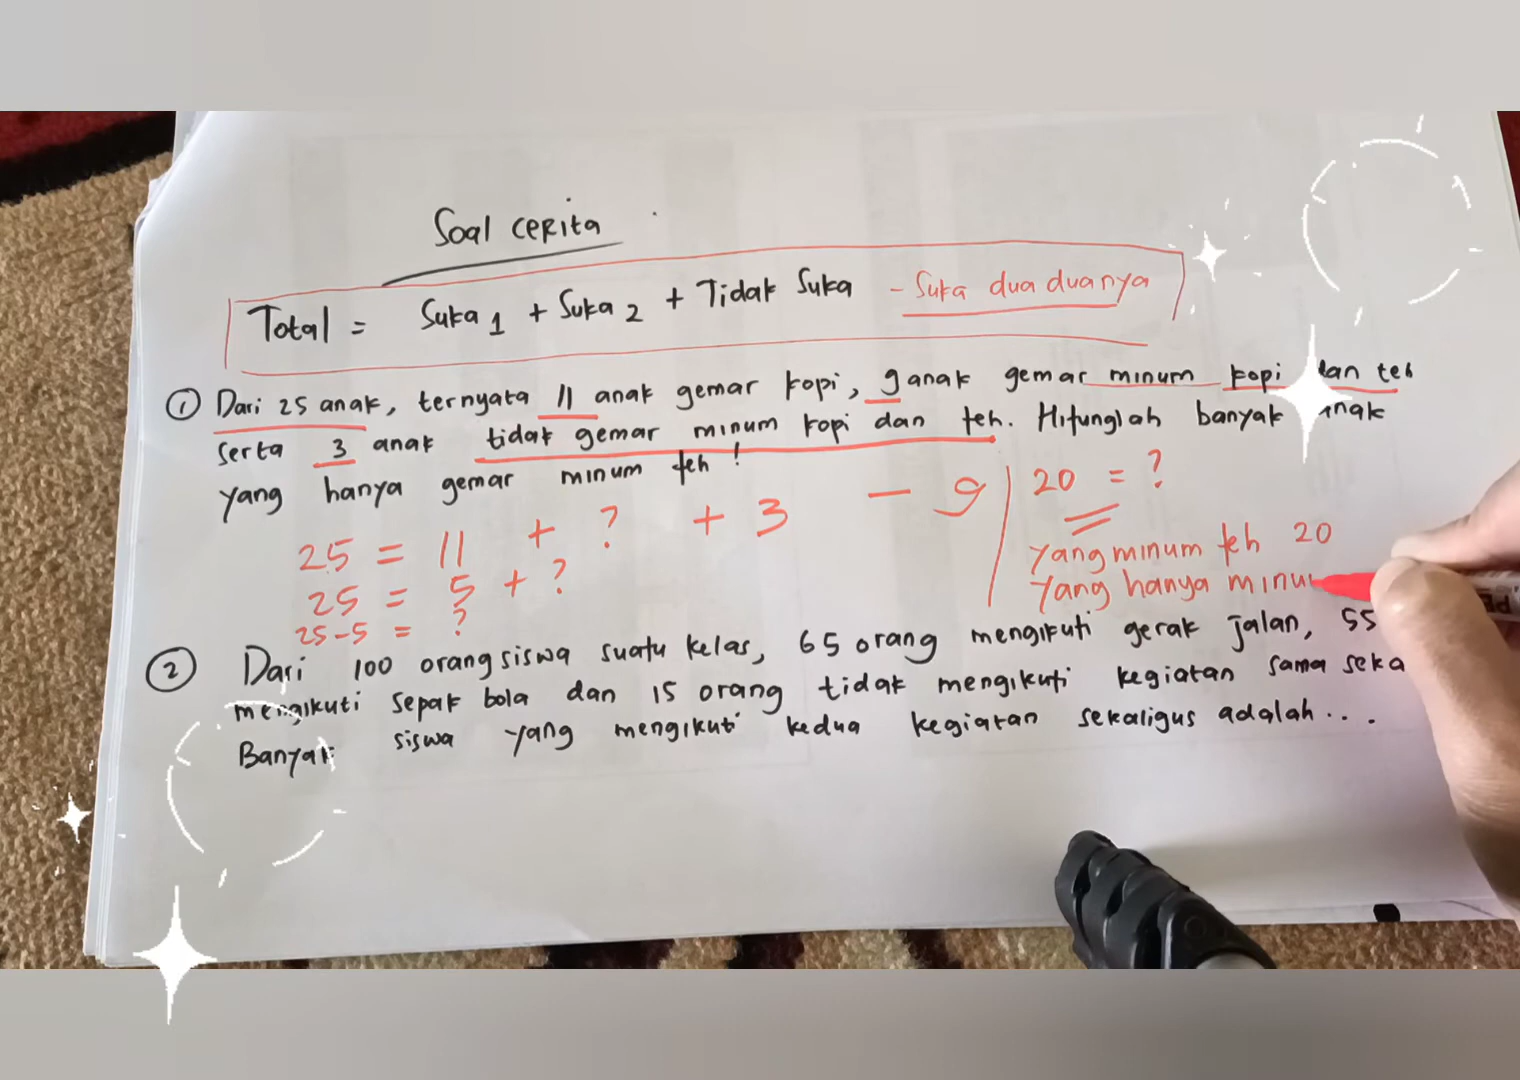 Soal cerita
Total = Suka 1 + Suka 2 + Tidak Suka - Suka dua duanya
① Dari 25 anak, ternyata 11 anak gemar kopi, 9 anak gemar minum kopi dan teh
serta 3 anak tidak gemar minum kopi dan teh. Hitunglah banyak anak
yang hanya gemar minum teh !
25 = 11 + ? + 3 - 9
25 = 5 + ?
25-5 = ?
20 = ?
yang minum teh 20
yang hanya minu
② Dari 100 orang siswa suatu kelas, 65 orang mengikuti gerak jalan, 55
mengikuti sepak bola dan 15 orang tidak mengikuti kegiatan sama seka
Banyak siswa yang mengikuti kedua kegiatan sekaligus adalah ...